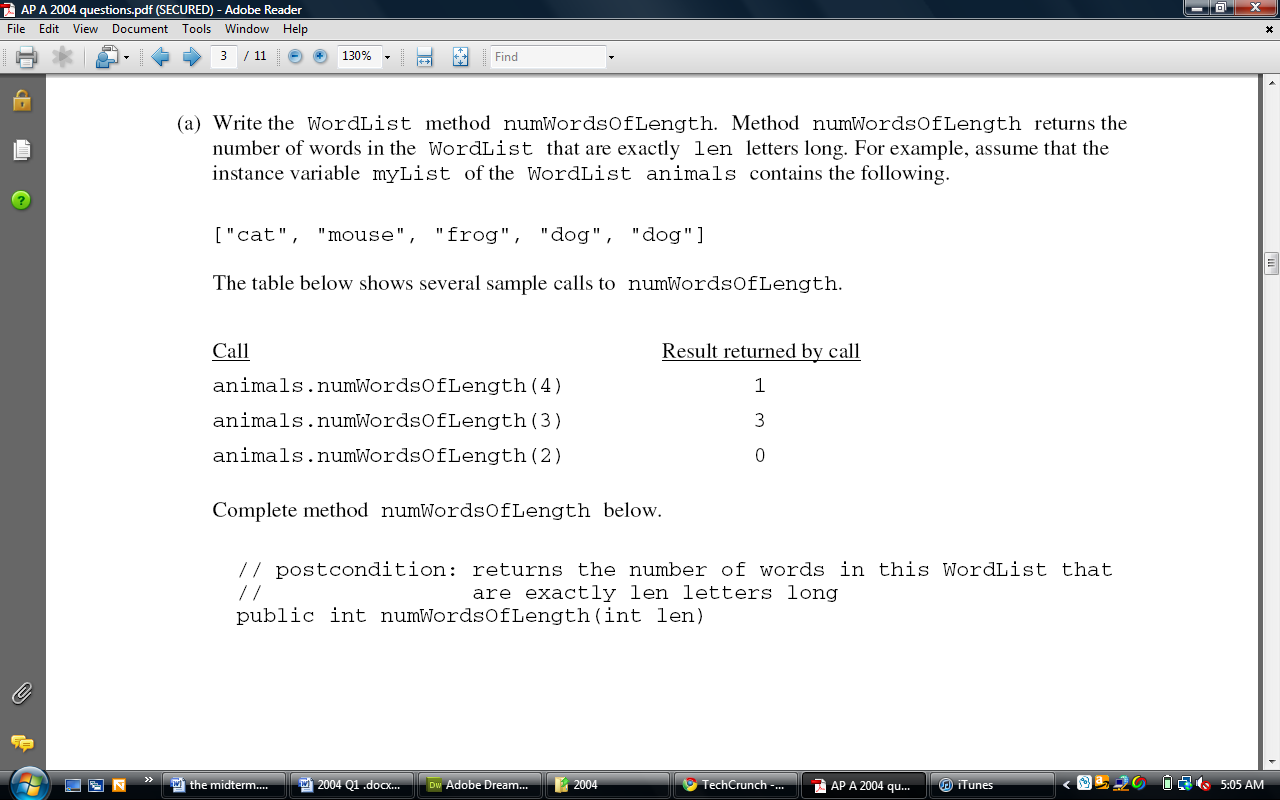 AP A 2004 questions.pdf (SECURED) - Adobe Reader
File Edit View Document Tools Window Help
3 / 11 130% Find
(a) Write the WordList method numWordsOfLength. Method numWordsOfLength returns the
number of words in the WordList that are exactly len letters long. For example, assume that the
instance variable myList of the WordList animals contains the following.
["cat", "mouse", "frog", "dog", "dog"]
The table below shows several sample calls to numWordsOfLength.
Call Result returned by call
animals.numWordsOfLength(4) 1
animals.numWordsOfLength(3) 3
animals.numWordsOfLength(2) 0
Complete method numWordsOfLength below.
// postcondition: returns the number of words in this WordList that
// are exactly len letters long
public int numWordsOfLength(int len)
the midterm.... 2004 Q1 .docx... Dw Adobe Dream... 2004 TechCrunch -... AP A 2004 qu... iTunes 5:05 AM